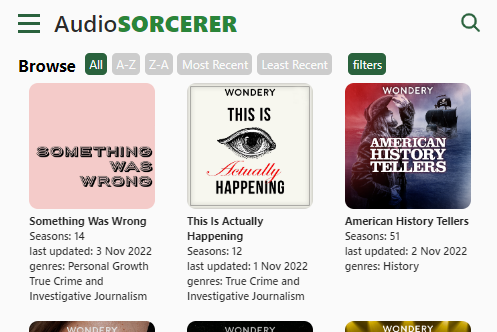 AudioSORCERER
Browse All A-Z Z-A Most Recent Least Recent filters
SOMETHING
WAS
WRONG
Something Was Wrong
Seasons: 14
last updated: 3 Nov 2022
genres: Personal Growth
True Crime and
Investigative Journalism
WONDERY
THIS IS
Actually
HAPPENING
This Is Actually
Happening
Seasons: 12
last updated: 1 Nov 2022
genres: True Crime and
Investigative Journalism
WONDERY
AMERICAN
HISTORY
TELLERS
American History Tellers
Seasons: 51
last updated: 2 Nov 2022
genres: History
WONDERY
WONDERY
WONDERY